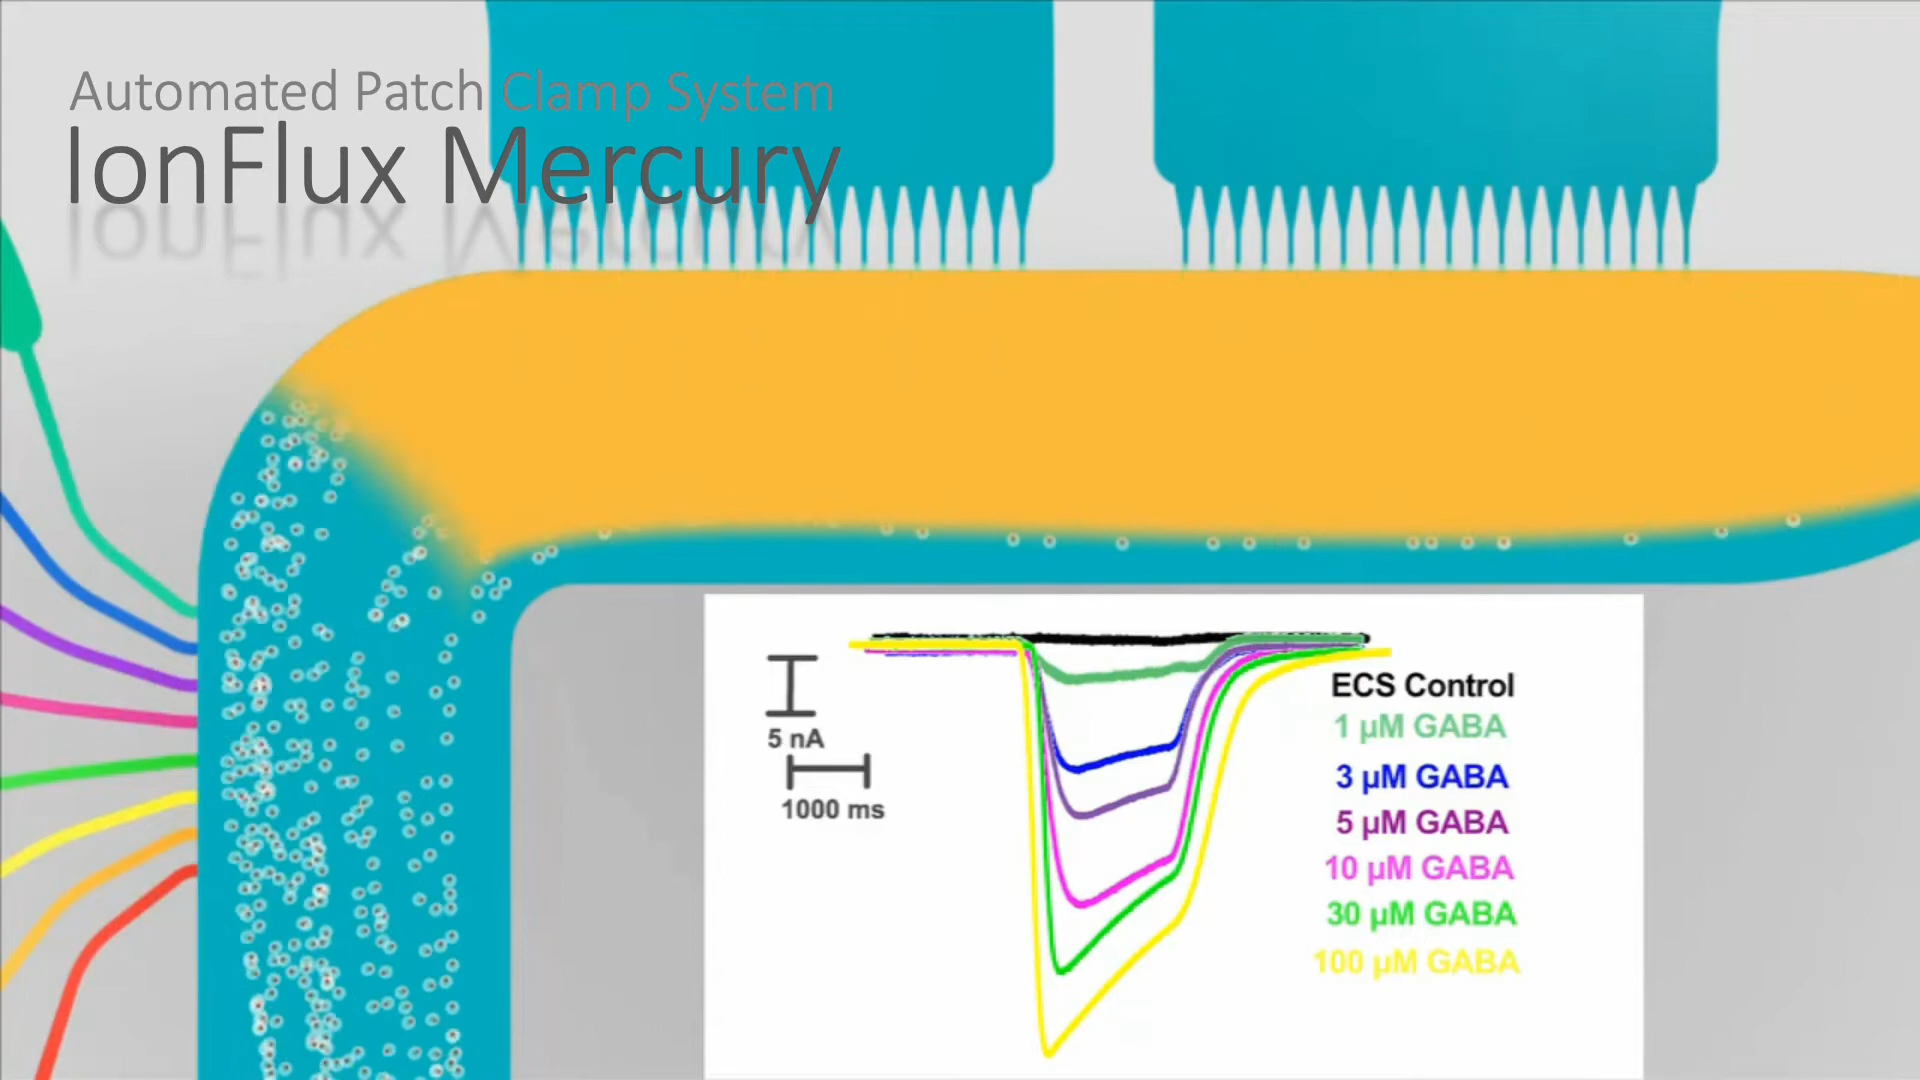 Automated Patch Clamp System
IonFlux Mercury
5 nA
1000 ms
ECS Control
1 µM GABA
3 µM GABA
5 µM GABA
10 µM GABA
30 µM GABA
100 µM GABA